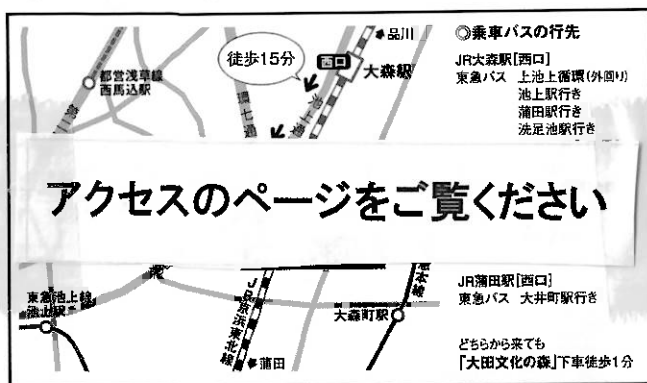 品川
徒歩15分
西口
大森駅
都営浅草線
西馬込駅
環七通
池上通
第二
◎乗車バスの行先
JR大森駅[西口]
東急バス 上池上循環(外回り)
池上駅行き
蒲田駅行き
洗足池駅行き
アクセスのページをご覧ください
東急池上線
池上駅
JR京浜東北線
蒲田
大森町駅
JR蒲田駅[西口]
東急バス 大井町駅行き
どちらから来ても
「大田文化の森」下車徒歩1分